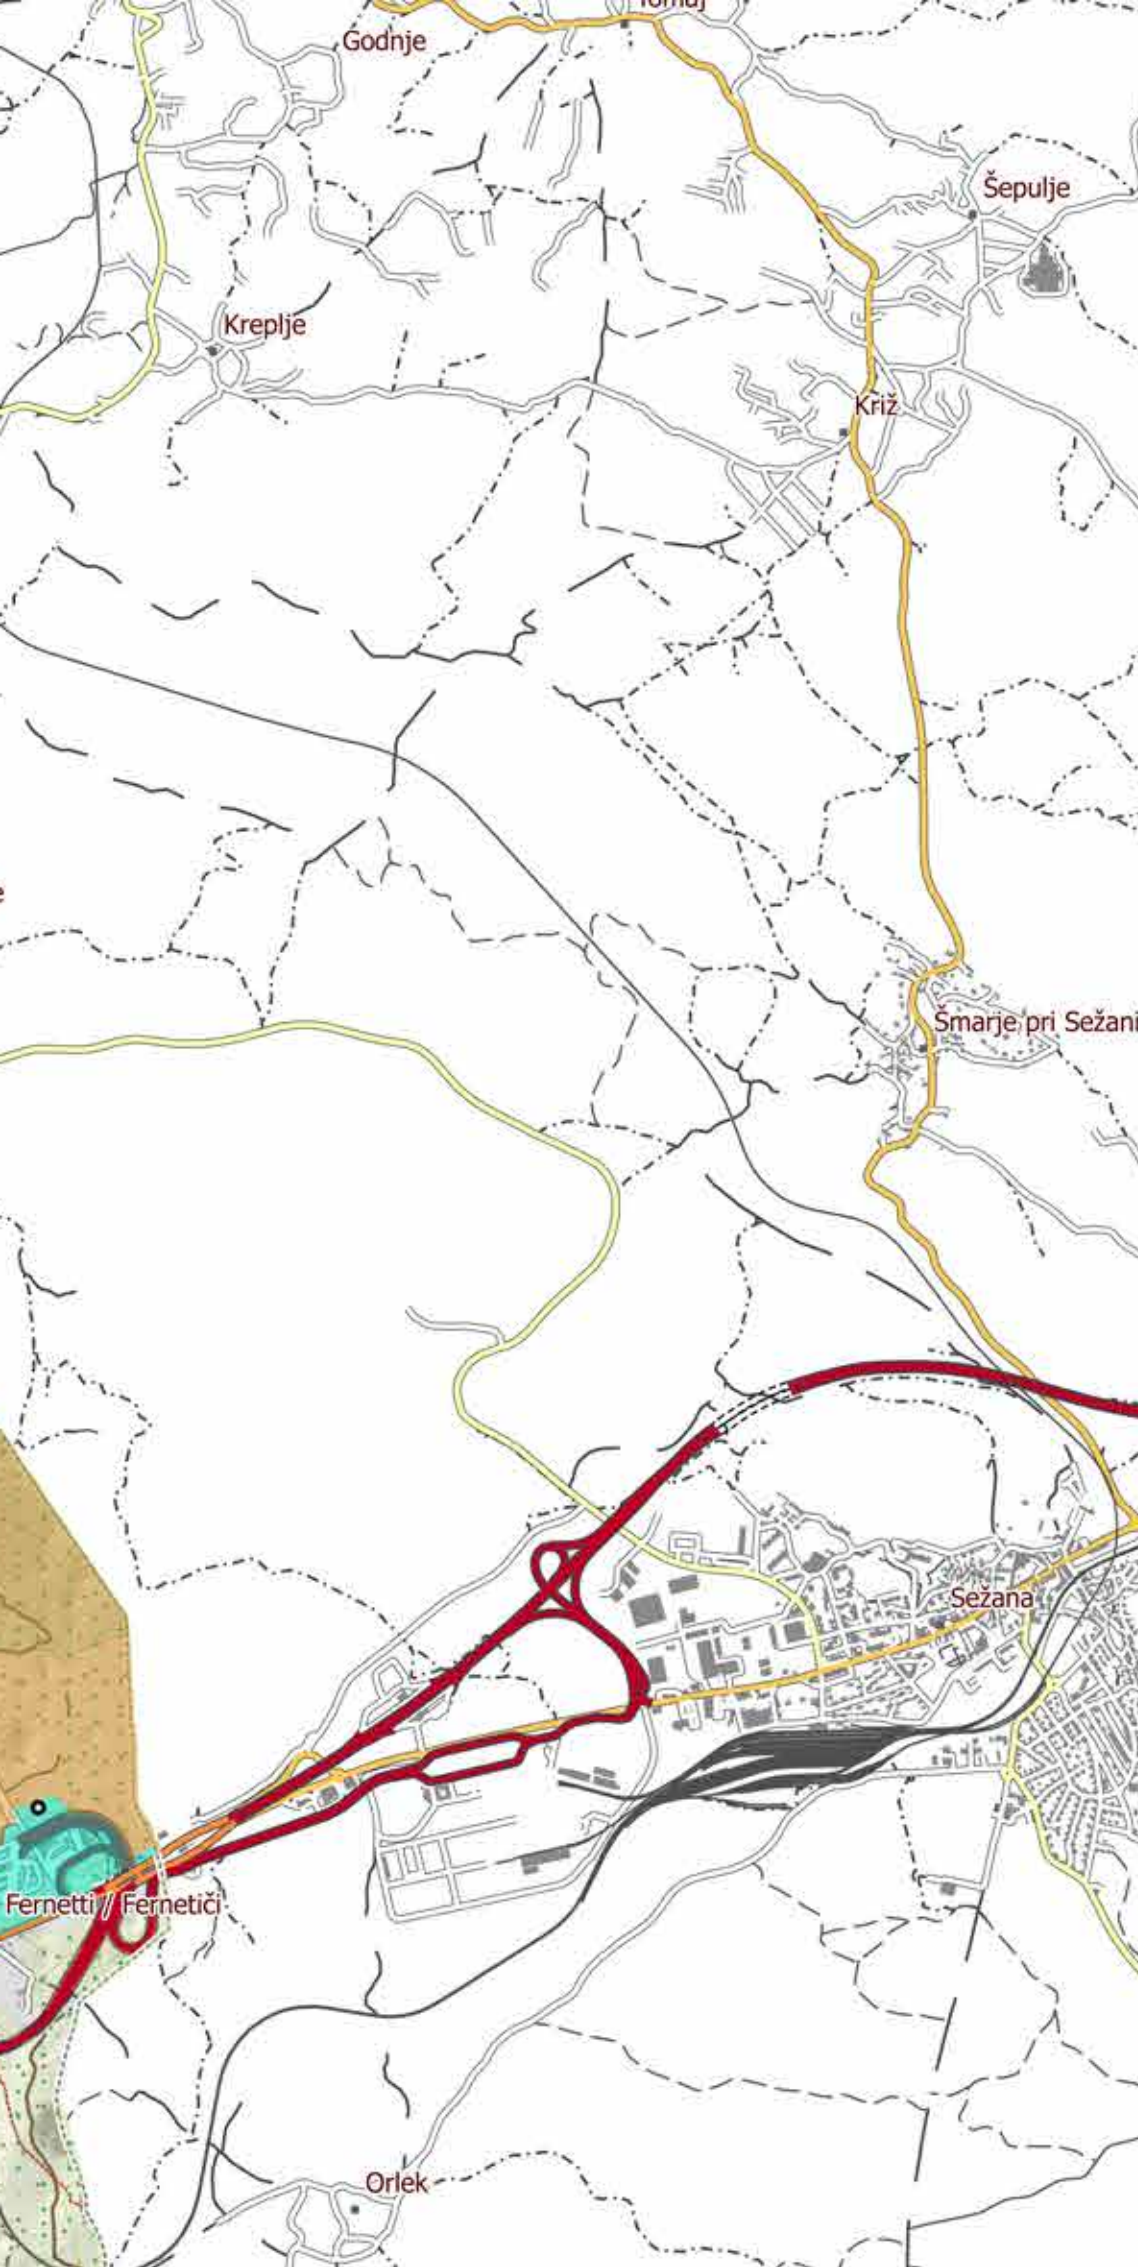 Godnje
Šepulje
Kreplje
Križ
Šmarje pri Sežani
Sežana
Fernetti / Fernetiči
Orlek